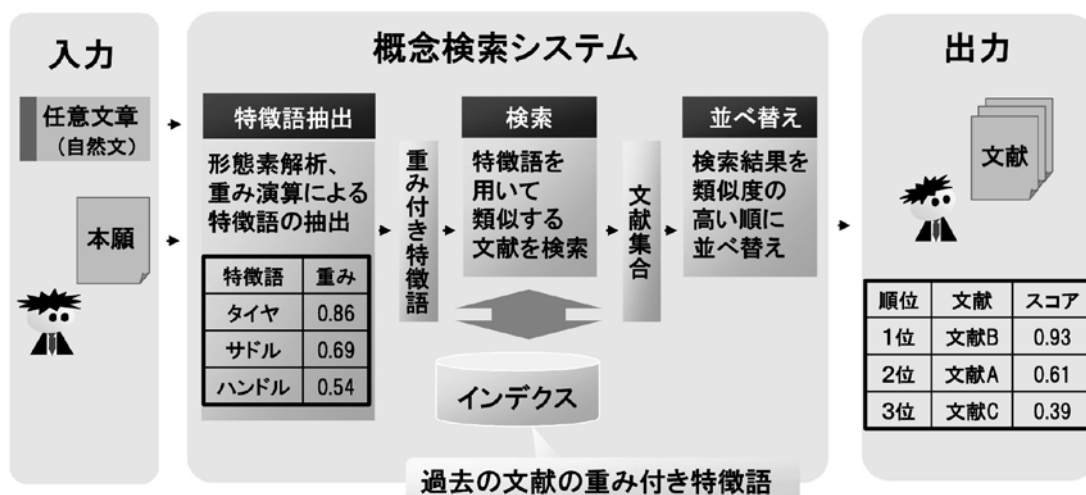 入力
任意文章
(自然文)
本願
概念検索システム
特徴語抽出
形態素解析、
重み演算による
特徴語の抽出
特徴語 重み
タイヤ 0.86
サドル 0.69
ハンドル 0.54
重み付き特徴語
検索
特徴語を
用いて
類似する
文献を検索
インデクス
過去の文献の重み付き特徴語
文献集合
並べ替え
検索結果を
類似度の
高い順に
並べ替え
出力
文献
順位 文献 スコア
1位 文献B 0.93
2位 文献A 0.61
3位 文献C 0.39